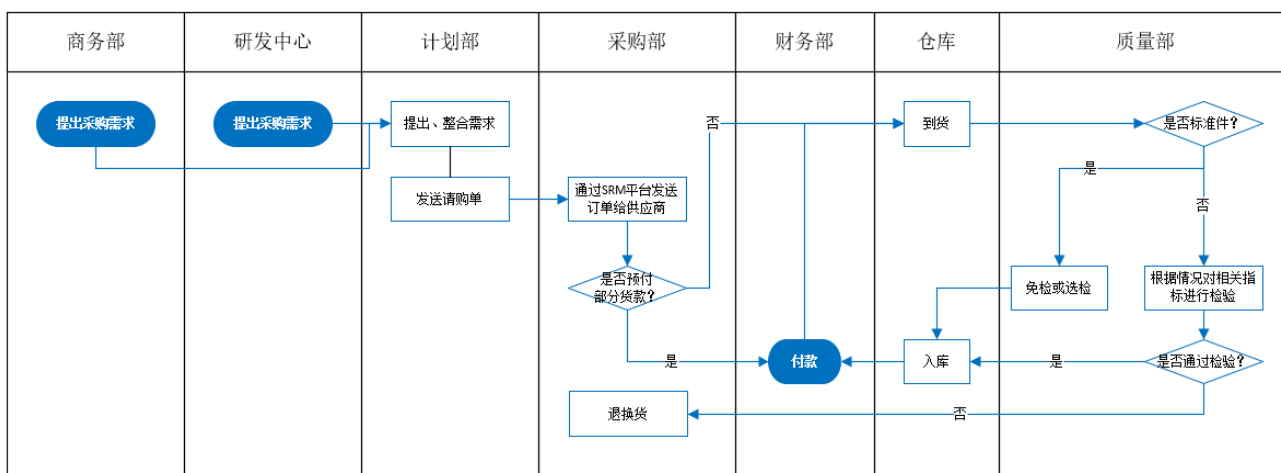 商务部
研发中心
计划部
采购部
财务部
仓库
质量部
提出采购需求
提出采购需求
提出、整合需求
否
到货
是否标准件？
发送请购单
通过SRM平台发送
订单给供应商
是
否
是否预付
部分货款？
免检或选检
根据情况对相关指
标进行检验
是
付款
入库
是
是否通过检验？
退换货
否